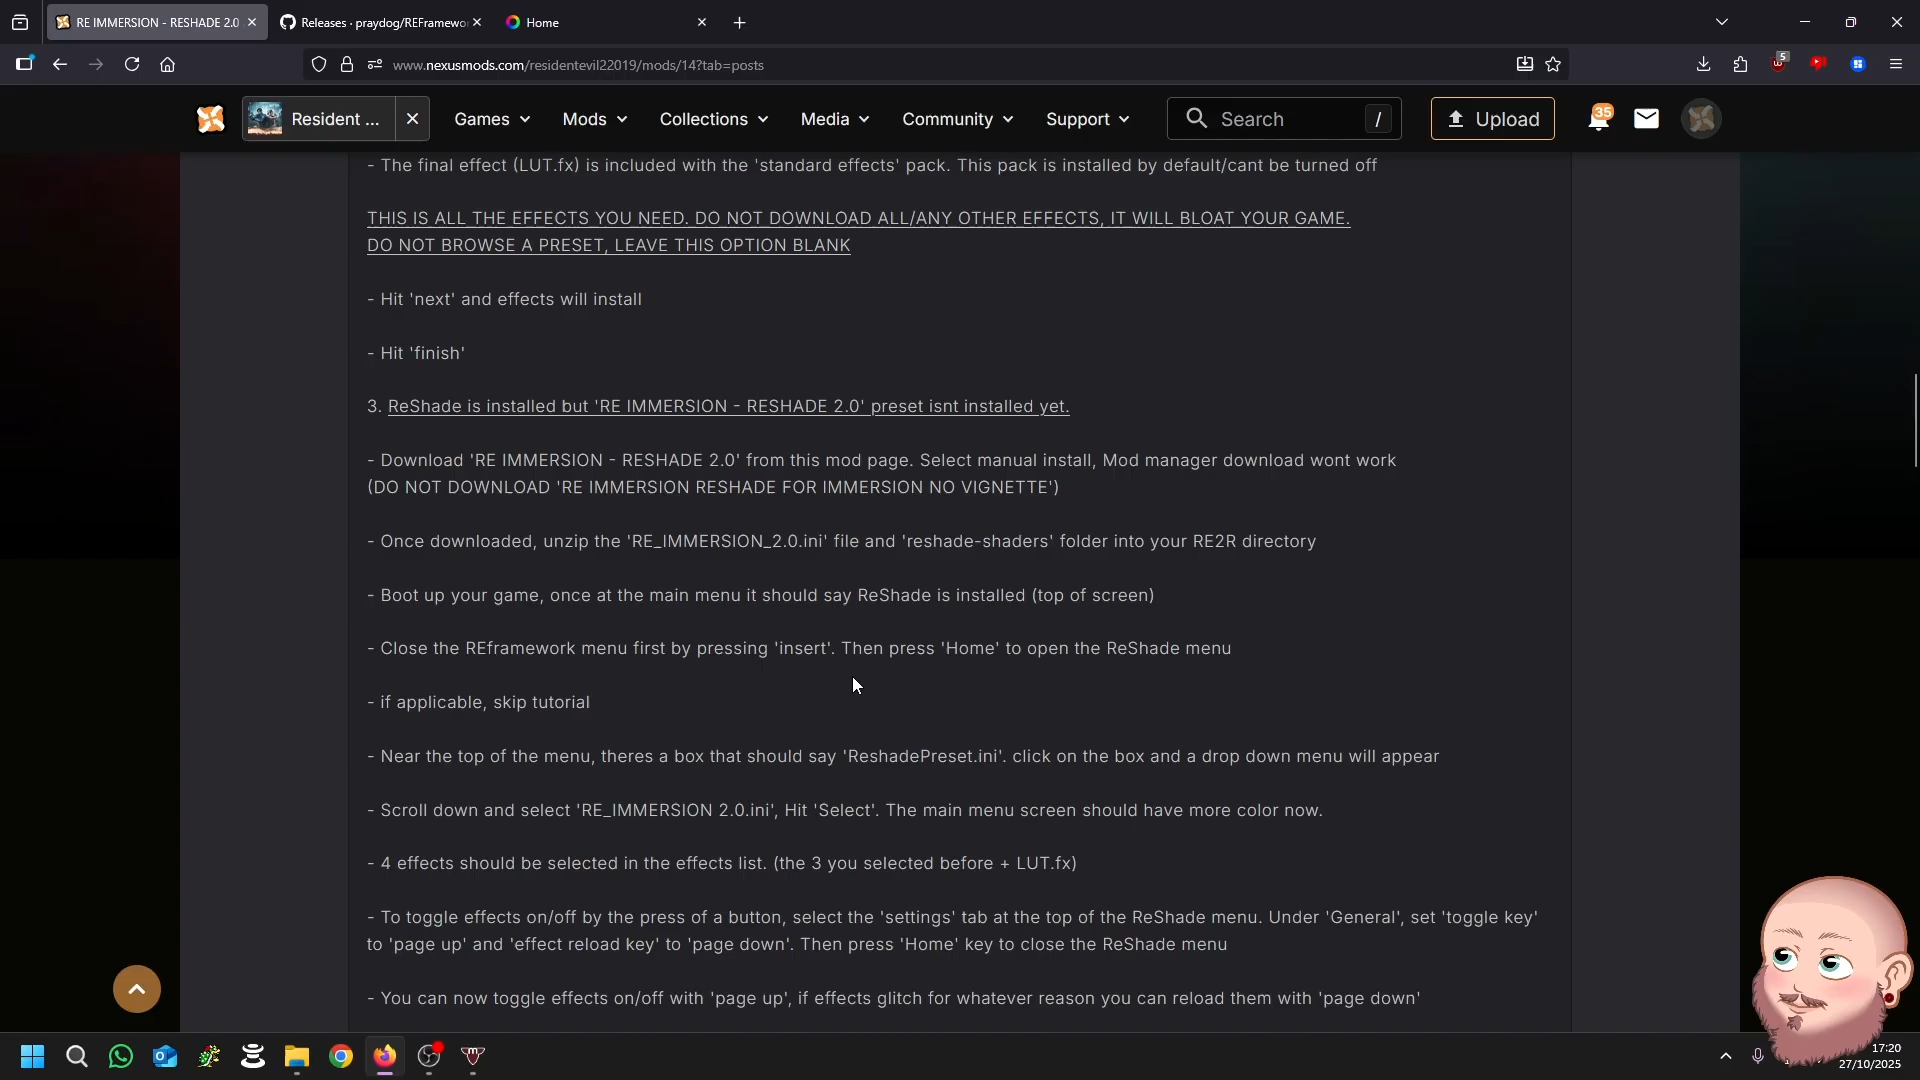 RE IMMERSION - RESHADE 2.0
Releases · praydog/REFramewo
Home
www.nexusmods.com/residentevil22019/mods/14?tab=posts
5
Resident ...
Games
Mods
Collections
Media
Community
Support
Search
/
Upload
35
- The final effect (LUT.fx) is included with the 'standard effects' pack. This pack is installed by default/cant be turned off
THIS IS ALL THE EFFECTS YOU NEED. DO NOT DOWNLOAD ALL/ANY OTHER EFFECTS, IT WILL BLOAT YOUR GAME.
DO NOT BROWSE A PRESET, LEAVE THIS OPTION BLANK
- Hit 'next' and effects will install
- Hit 'finish'
3. ReShade is installed but 'RE IMMERSION - RESHADE 2.0' preset isnt installed yet.
- Download 'RE IMMERSION - RESHADE 2.0' from this mod page. Select manual install, Mod manager download wont work
(DO NOT DOWNLOAD 'RE IMMERSION RESHADE FOR IMMERSION NO VIGNETTE')
- Once downloaded, unzip the 'RE_IMMERSION_2.0.ini' file and 'reshade-shaders' folder into your RE2R directory
- Boot up your game, once at the main menu it should say ReShade is installed (top of screen)
- Close the REframework menu first by pressing 'insert'. Then press 'Home' to open the ReShade menu
- if applicable, skip tutorial
- Near the top of the menu, theres a box that should say 'ReshadePreset.ini'. click on the box and a drop down menu will appear
- Scroll down and select 'RE_IMMERSION 2.0.ini', Hit 'Select'. The main menu screen should have more color now.
- 4 effects should be selected in the effects list. (the 3 you selected before + LUT.fx)
- To toggle effects on/off by the press of a button, select the 'settings' tab at the top of the ReShade menu. Under 'General', set 'toggle key'
to 'page up' and 'effect reload key' to 'page down'. Then press 'Home' key to close the ReShade menu
- You can now toggle effects on/off with 'page up', if effects glitch for whatever reason you can reload them with 'page down'
17:20
27/10/2025